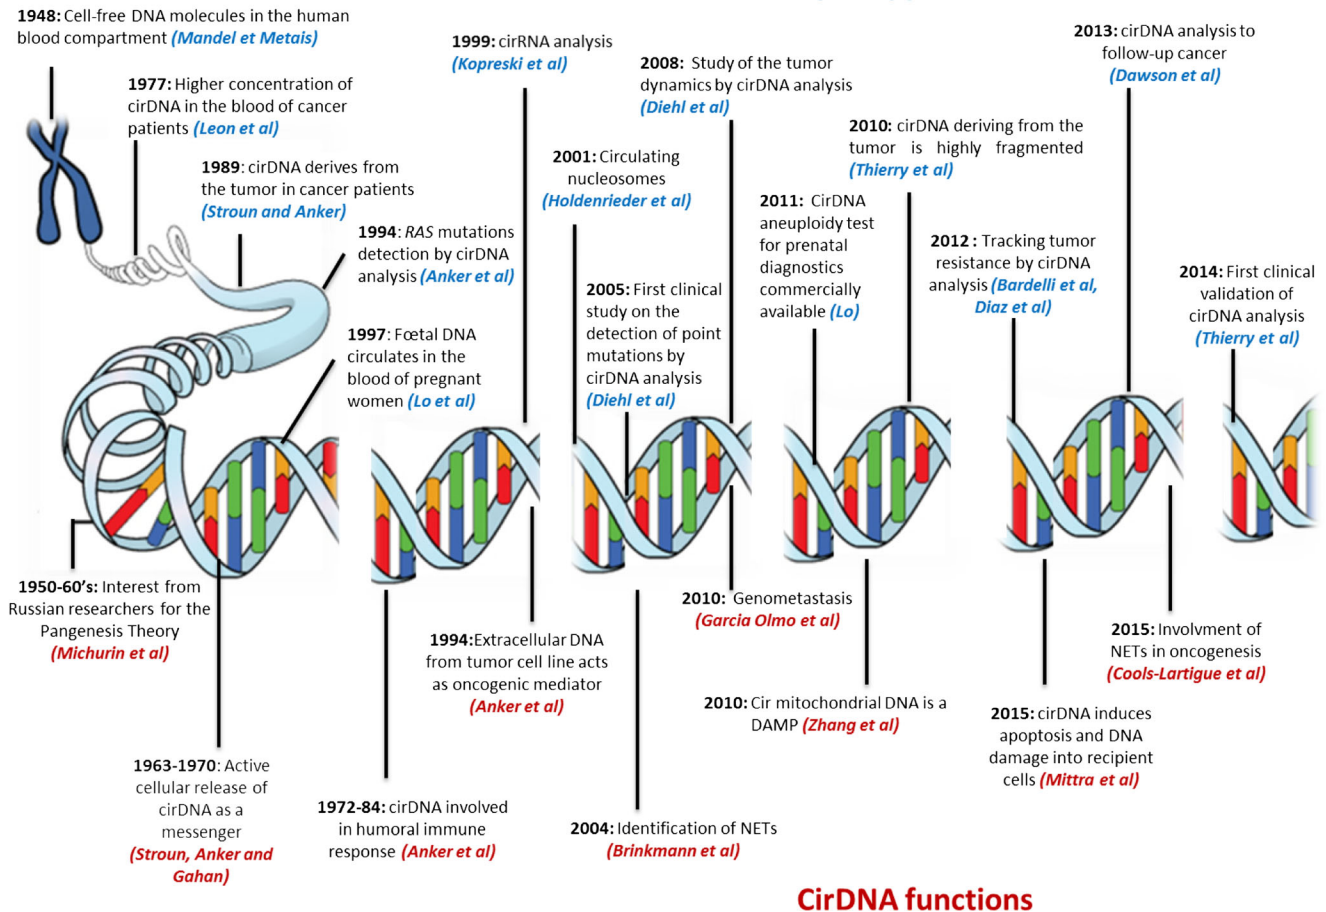 1948: Cell-free DNA molecules in the human
blood compartment (Mandel et Metais)
1977: Higher concentration of
cirDNA in the blood of cancer
patients (Leon et al)
1989: cirDNA derives from
the tumor in cancer patients
(Stroun and Anker)
1994: RAS mutations
detection by cirDNA
analysis (Anker et al)
1997: Fœtal DNA
circulates in the
blood of pregnant
women (Lo et al)
1999: cirRNA analysis
(Kopreski et al)
2001: Circulating
nucleosomes
(Holdenrieder et al)
2005: First clinical
study on the
detection of point
mutations by
cirDNA analysis
(Diehl et al)
2008: Study of the tumor
dynamics by cirDNA analysis
(Diehl et al)
2011: CirDNA
aneuploidy test
for prenatal
diagnostics
commercially
available (Lo)
2010: cirDNA deriving from the
tumor is highly fragmented
(Thierry et al)
2012 : Tracking tumor
resistance by cirDNA
analysis (Bardelli et al,
Diaz et al)
2013: cirDNA analysis to
follow-up cancer
(Dawson et al)
2014: First clinical
validation of
cirDNA analysis
(Thierry et al)
1950-60's: Interest from
Russian researchers for the
Pangenesis Theory
(Michurin et al)
1963-1970: Active
cellular release of
cirDNA as a
messenger
(Stroun, Anker and
Gahan)
1972-84: cirDNA involved
in humoral immune
response (Anker et al)
1994:Extracellular DNA
from tumor cell line acts
as oncogenic mediator
(Anker et al)
2004: Identification of NETs
(Brinkmann et al)
2010: Genometastasis
(Garcia Olmo et al)
2010: Cir mitochondrial DNA is a
DAMP (Zhang et al)
2015: cirDNA induces
apoptosis and DNA
damage into recipient
cells (Mittra et al)
2015: Involvment of
NETs in oncogenesis
(Cools-Lartigue et al)
CirDNA functions